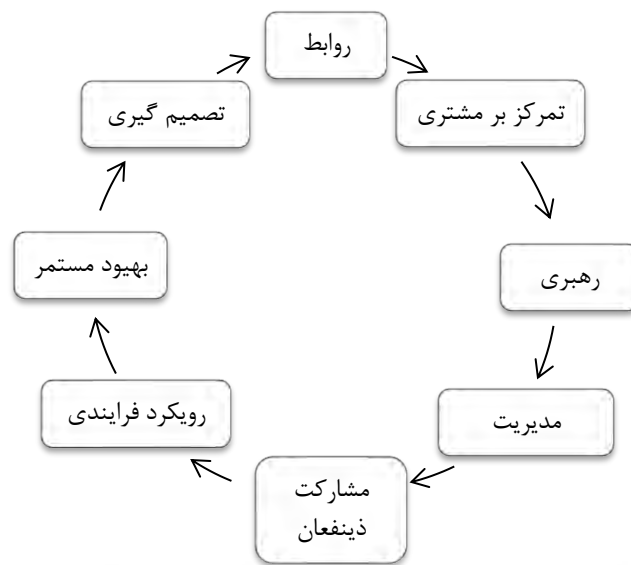 روابط
تمرکز بر مشتری
رهبری
مدیریت
مشارکت
ذینفعان
رویکرد فرایندی
بهبود مستمر
تصمیم گیری